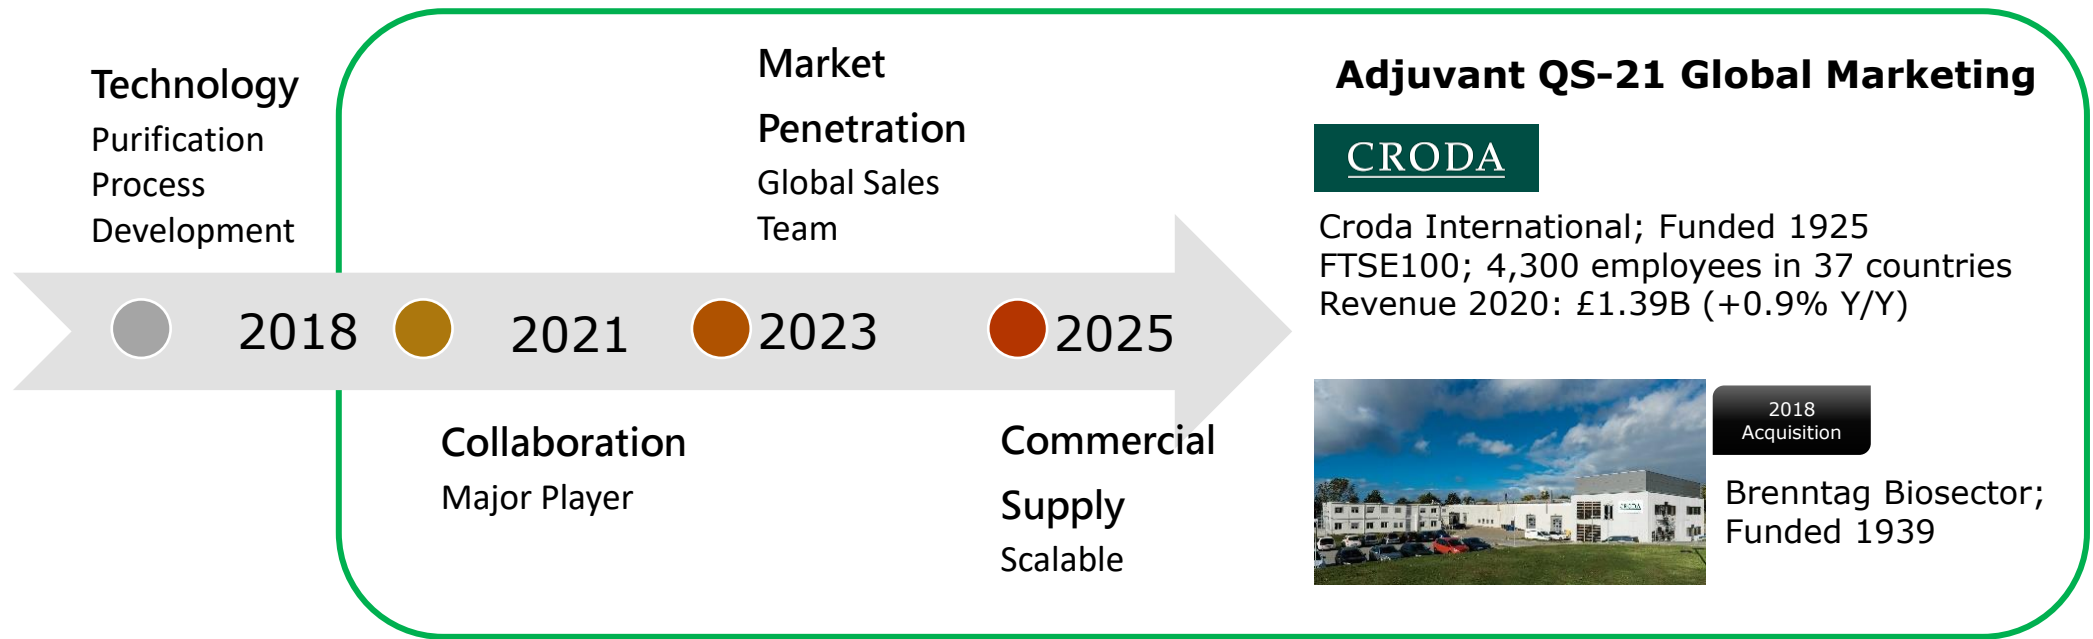 Technology
Purification
Process
Development
Market
Penetration
Global Sales
Team
2018
2021
2023
2025
Collaboration
Major Player
Commercial
Supply
Scalable
Adjuvant QS-21 Global Marketing
CRODA
Croda International; Funded 1925
FTSE100; 4,300 employees in 37 countries
Revenue 2020: £1.39B (+0.9% Y/Y)
CRODA
2018
Acquisition
Brenntag Biosector;
Funded 1939